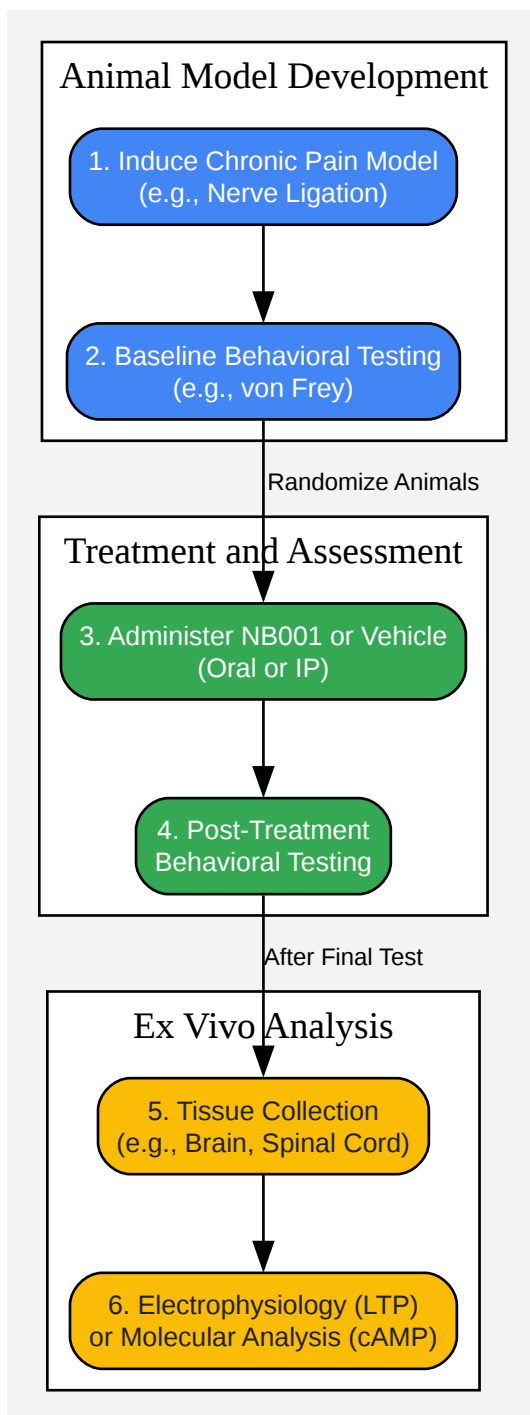 Animal Model Development
1. Induce Chronic Pain Model
(e.g., Nerve Ligation)
2. Baseline Behavioral Testing
(e.g., von Frey)
Randomize Animals
Treatment and Assessment
3. Administer NB001 or Vehicle
(Oral or IP)
4. Post-Treatment
Behavioral Testing
After Final Test
Ex Vivo Analysis
5. Tissue Collection
(e.g., Brain, Spinal Cord)
6. Electrophysiology (LTP)
or Molecular Analysis (cAMP)